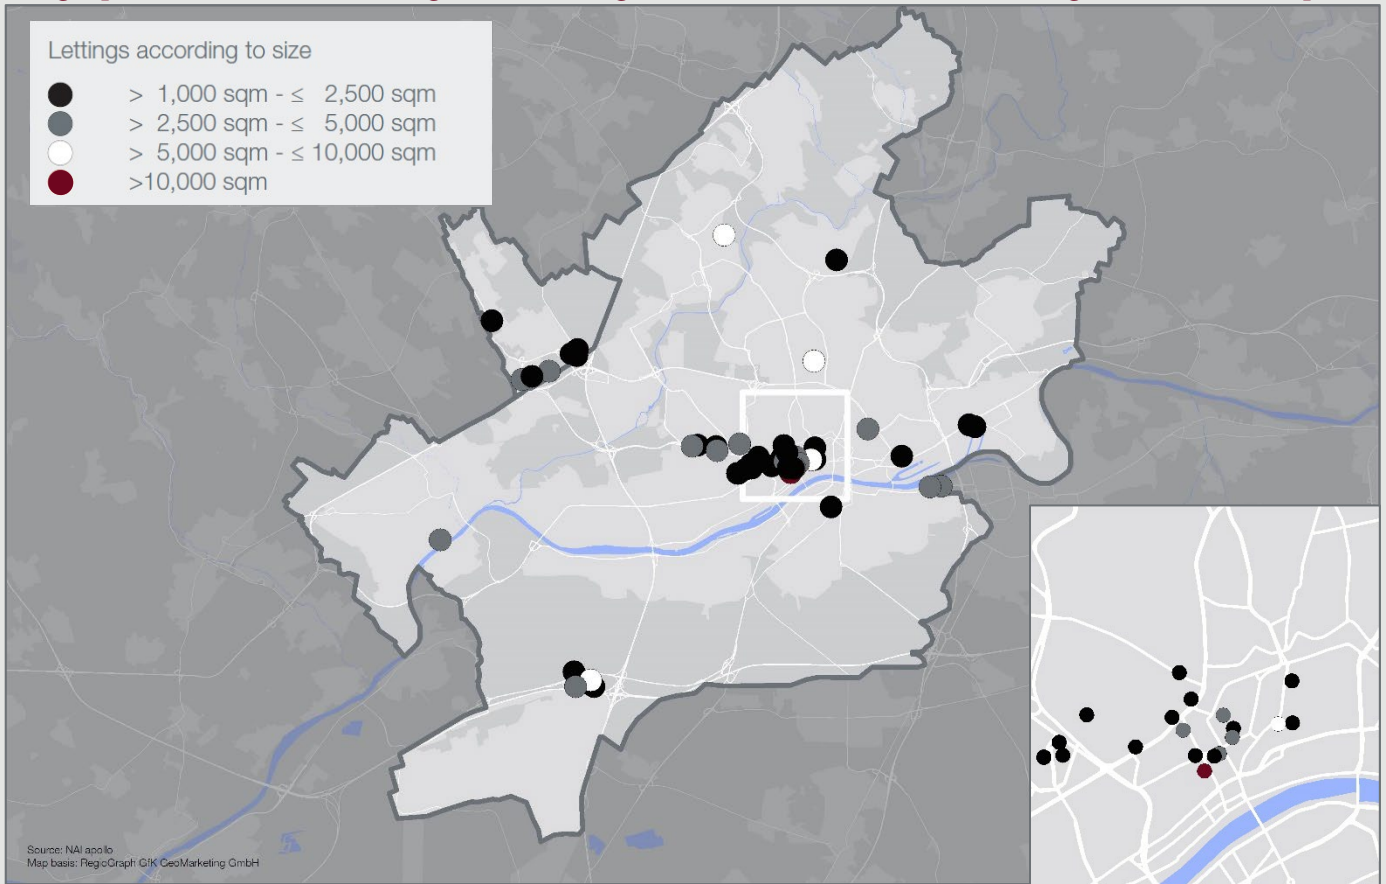 Lettings according to size
> 1,000 sqm - ≤ 2,500 sqm
> 2,500 sqm - ≤ 5,000 sqm
> 5,000 sqm - ≤ 10,000 sqm
>10,000 sqm
Source: NAI apollo
Map basis: RegioGraph GfK GeoMarketing GmbH